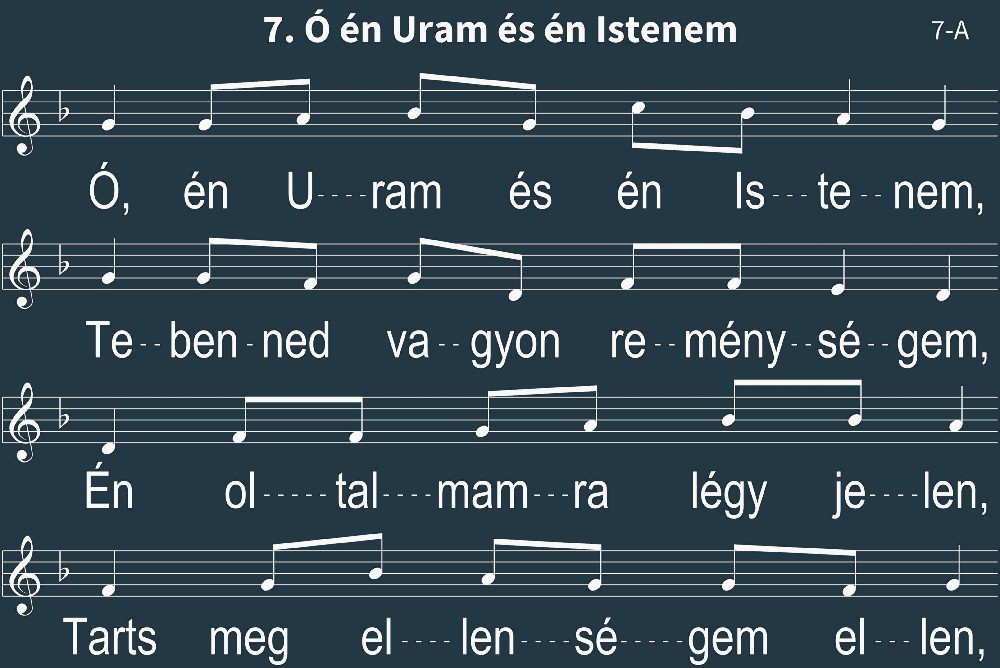 7. Ó én Uram és én Istenem
7-A
Ó, én U----ram és én Is---te--nem,
Te--ben-ned va--gyon re---mény--sé--gem,
Én ol-----tal----mam---ra légy je----len,
Tarts meg el----len----sé-----gem el---len,